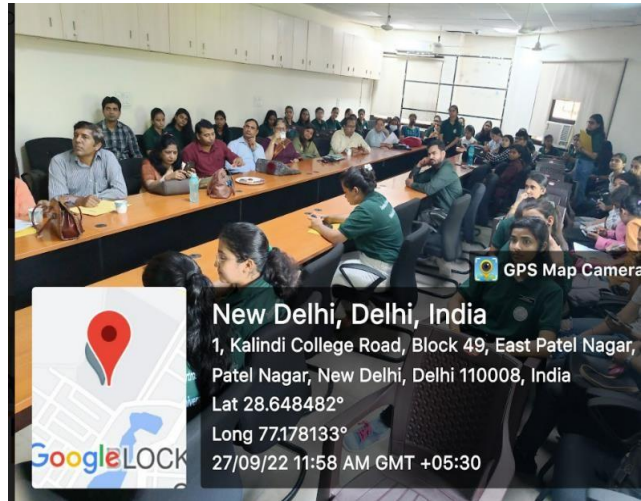 GPS Map Camera
New Delhi, Delhi, India
1, Kalindi College Road, Block 49, East Patel Nagar,
Patel Nagar, New Delhi, Delhi 110008, India
Lat 28.648482°
Long 77.178133°
27/09/22 11:58 AM GMT +05:30
Google
LOCK